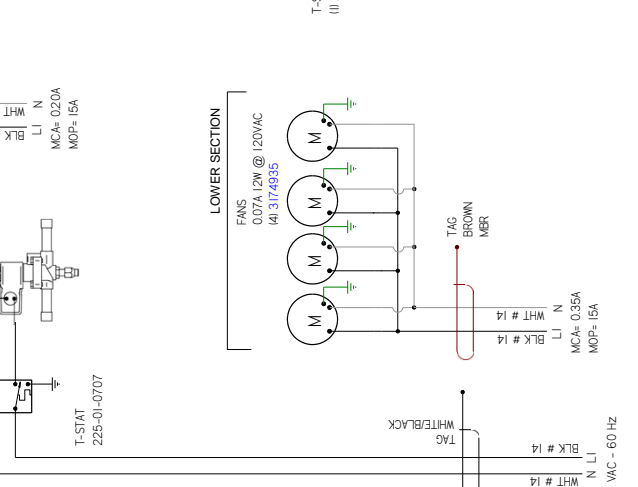 T-S
(1)
WHT
N
BLK
L1
MCA= 0.20A
MOP= 15A
LOWER SECTION
FANS
0.07A 12W @ 120VAC
(4) 3174935
M
M
M
M
TAG
BROWN
MBR
WHT # 14
N
BLK # 14
L1
MCA= 0.35A
MOP= 15A
T-STAT
225-01-0707
TAG
WHITE/BLACK
BLK # 14
L1
WHT # 14
N
VAC - 60 Hz